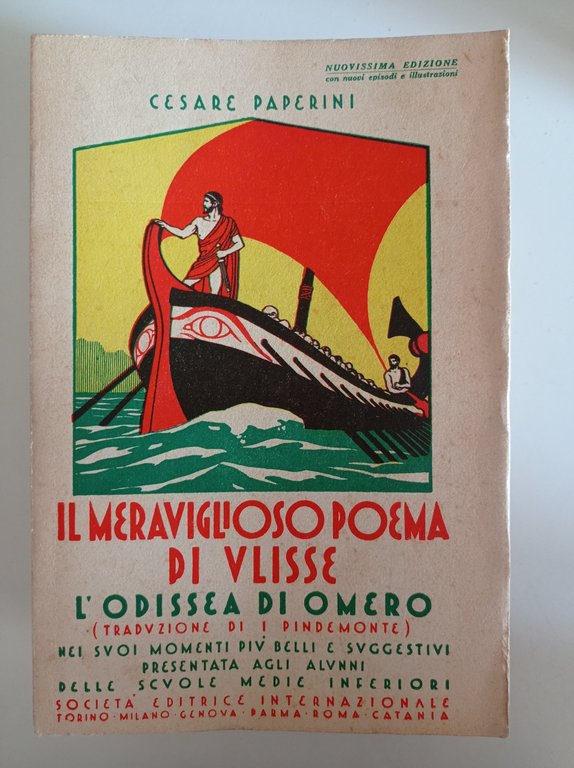 NUOVISSIMA EDIZIONE
con nuovi episodi e illustrazioni
CESARE PAPERINI
IL MERAVIGLIOSO POEMA
DI VLISSE
L'ODISSEA DI OMERO
(TRADVZIONE DI I PINDEMONTE)
NEI SVOI MOMENTI PIV' BELLI E SVGGESTIVI
PRESENTATA AGLI ALVNNI
DELLE SCVOLE MEDIE INFERIORI
SOCIETA' EDITRICE INTERNAZIONALE
TORINO · MILANO · GENOVA · PARMA · ROMA · CATANIA